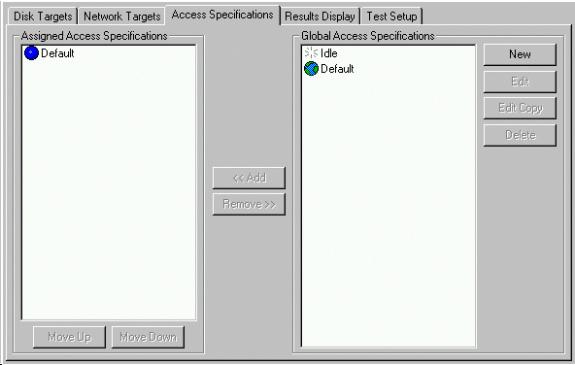 Disk Targets Network Targets Access Specifications Results Display Test Setup
Assigned Access Specifications
Default
Move Up Move Down
<< Add
Remove >>
Global Access Specifications
Idle
Default
New
Edit
Edit Copy
Delete